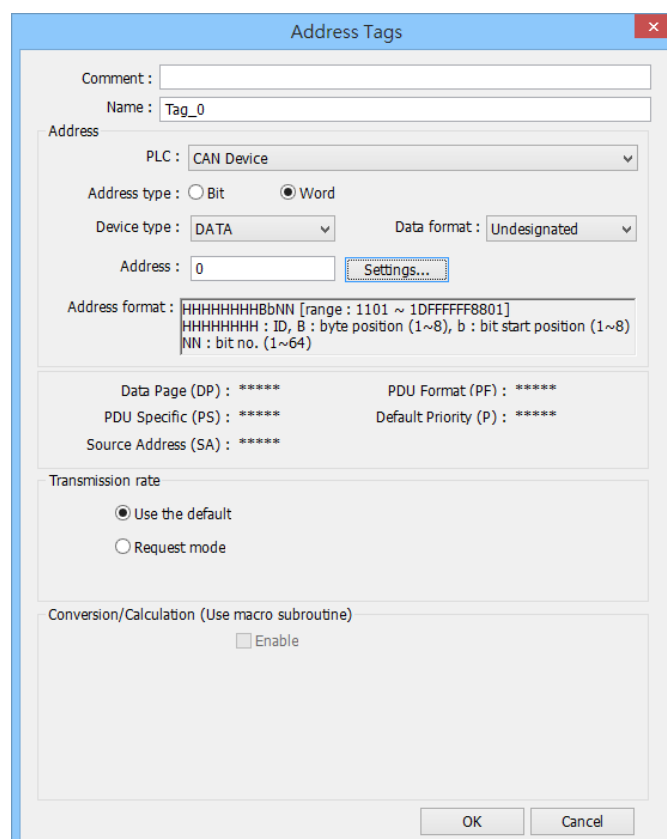 Address Tags
Comment :
Name : Tag_0
Address
PLC : CAN Device
Address type : Bit Word
Device type : DATA Data format : Undesignated
Address : 0 Settings...
Address format : HHHHHHHHBbNN [range : 1101 ~ 1DFFFFFF8801]
HHHHHHHH : ID, B : byte position (1~8), b : bit start position (1~8)
NN : bit no. (1~64)
Data Page (DP) : ***** PDU Format (PF) : *****
PDU Specific (PS) : ***** Default Priority (P) : *****
Source Address (SA) : *****
Transmission rate
Use the default
Request mode
Conversion/Calculation (Use macro subroutine)
Enable
OK Cancel